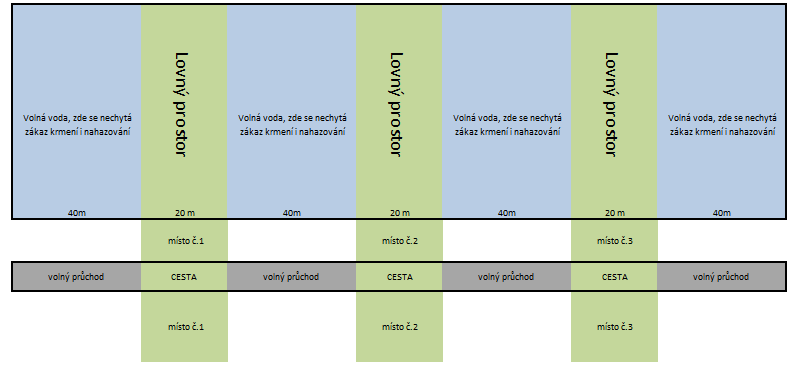 Lovný prostor
Lovný prostor
Lovný prostor
Volná voda, zde se nechytá
zákaz krmení i nahazování
Volná voda, zde se nechytá
zákaz krmení i nahazování
Volná voda, zde se nechytá
zákaz krmení i nahazování
Volná voda, zde se nechytá
zákaz krmení i nahazování
40m 20 m 40m 20 m 40m 20 m 40m
místo č.1 místo č.2 místo č.3
volný průchod CESTA volný průchod CESTA volný průchod CESTA volný průchod
místo č.1 místo č.2 místo č.3